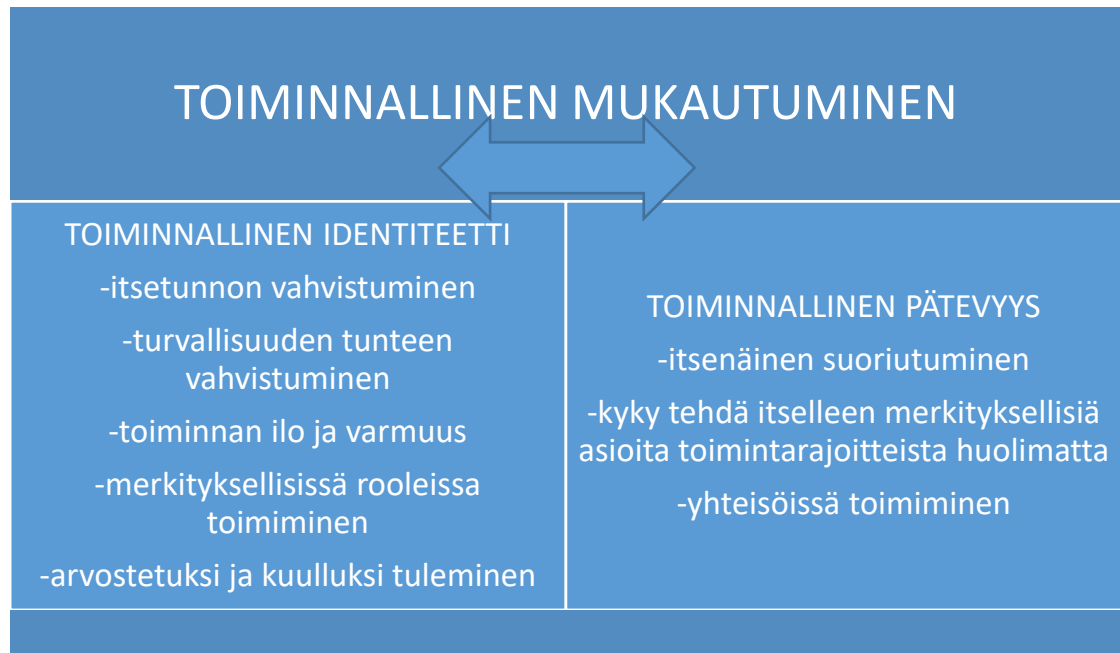 TOIMINNALLINEN MUKAUTUMINEN
TOIMINNALLINEN IDENTITEETTI
-itsetunnon vahvistuminen
-turvallisuuden tunteen
vahvistuminen
-toiminnan ilo ja varmuus
-merkityksellisissä rooleissa
toimiminen
-arvostetuksi ja kuulluksi tuleminen
TOIMINNALLINEN PÄTEVYYS
-itsenäinen suoriutuminen
-kyky tehdä itselleen merkityksellisiä
asioita toimintarajoitteista huolimatta
-yhteisöissä toimiminen